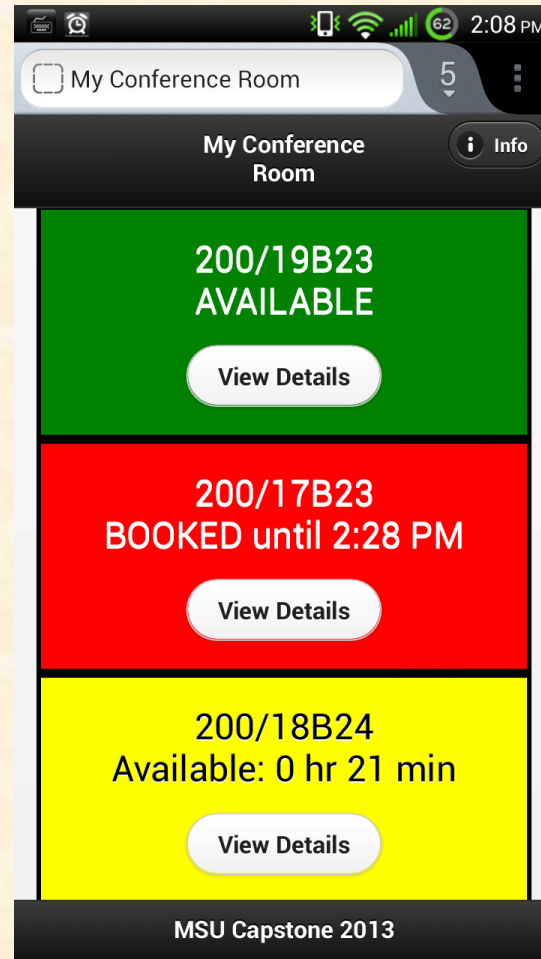 62 2:08 PM
My Conference Room
5
My Conference
Room
i Info
200/19B23
AVAILABLE
View Details
200/17B23
BOOKED until 2:28 PM
View Details
200/18B24
Available: 0 hr 21 min
View Details
MSU Capstone 2013